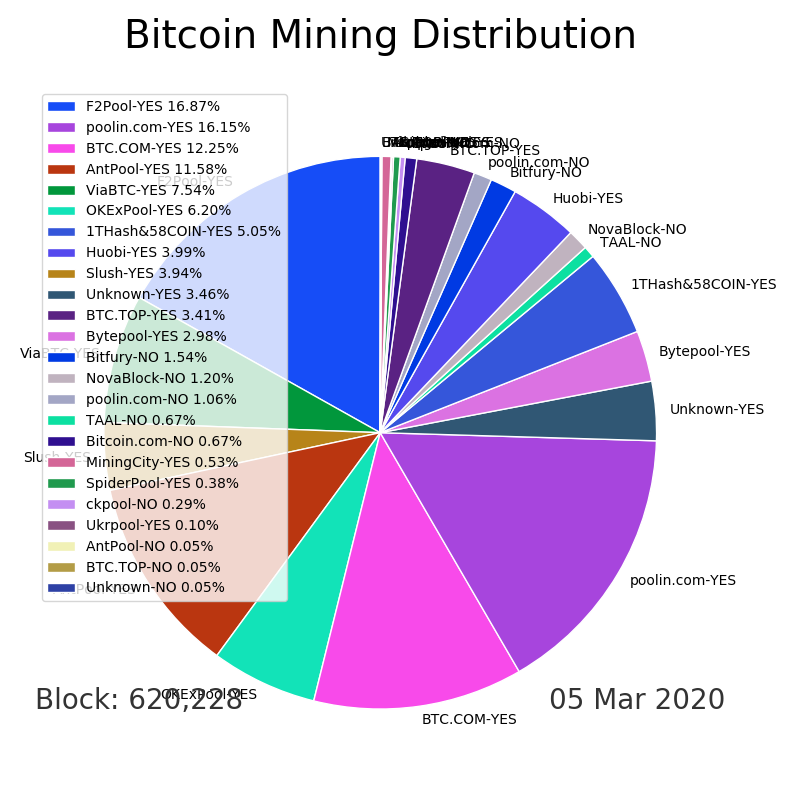 Bitcoin Mining Distribution
F2Pool-YES 16.87%
poolin.com-YES 16.15%
BTC.COM-YES 12.25%
AntPool-YES 11.58%
ViaBTC-YES 7.54%
OKExPool-YES 6.20%
1THash&58COIN-YES 5.05%
Huobi-YES 3.99%
Slush-YES 3.94%
Unknown-YES 3.46%
BTC.TOP-YES 3.41%
Bytepool-YES 2.98%
Bitfury-NO 1.54%
NovaBlock-NO 1.20%
poolin.com-NO 1.06%
TAAL-NO 0.67%
Bitcoin.com-NO 0.67%
MiningCity-YES 0.53%
SpiderPool-YES 0.38%
ckpool-NO 0.29%
Ukrpool-YES 0.10%
AntPool-NO 0.05%
BTC.TOP-NO 0.05%
Unknown-NO 0.05%
BTC.TOP-YES
poolin.com-NO
Bitfury-NO
Huobi-YES
NovaBlock-NO
TAAL-NO
1THash&58COIN-YES
Bytepool-YES
Unknown-YES
poolin.com-YES
BTC.COM-YES
OKExPool-YES
Slush-YES
ViaBTC-YES
F2Pool-YES
Block: 620,228
05 Mar 2020